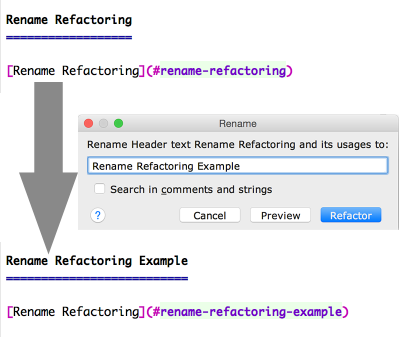 Rename Refactoring
==================
[Rename Refactoring](#rename-refactoring)
Rename
Rename Header text Rename Refactoring and its usages to:
Rename Refactoring Example
Search in comments and strings
? Cancel Preview Refactor
Rename Refactoring Example
==========================
[Rename Refactoring](#rename-refactoring-example)